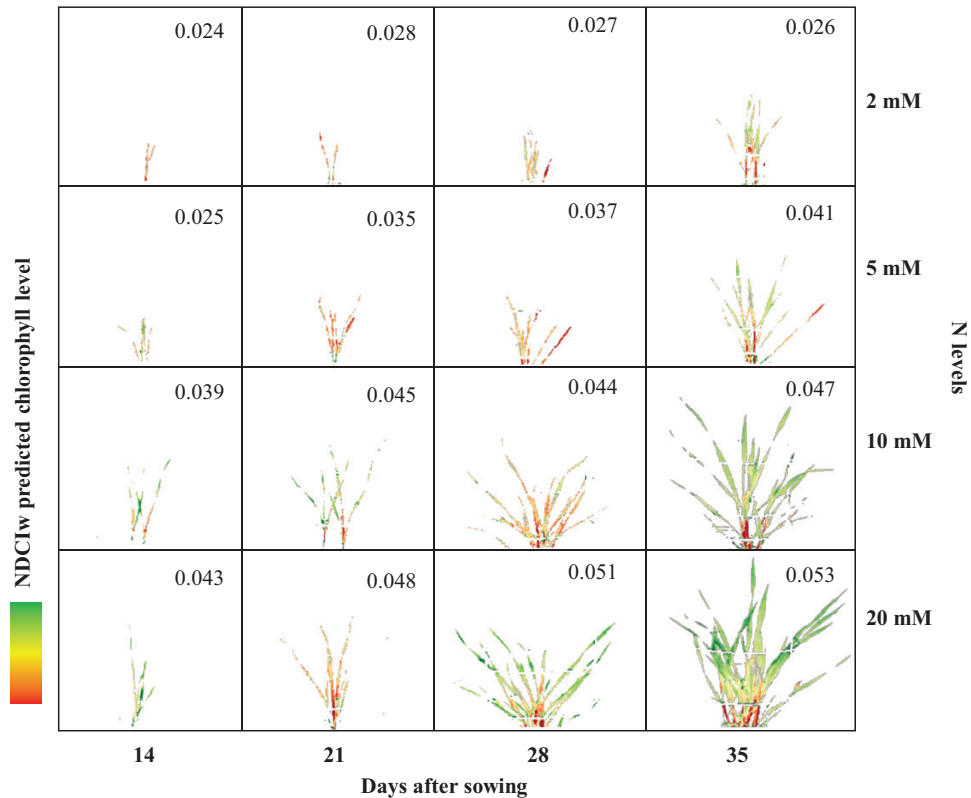 0.024 0.028 0.027 0.026
2 mM
0.025 0.035 0.037 0.041
5 mM
0.039 0.045 0.044 0.047
10 mM
0.043 0.048 0.051 0.053
20 mM
NDCIw predicted chlorophyll level
N levels
14 21 28 35
Days after sowing